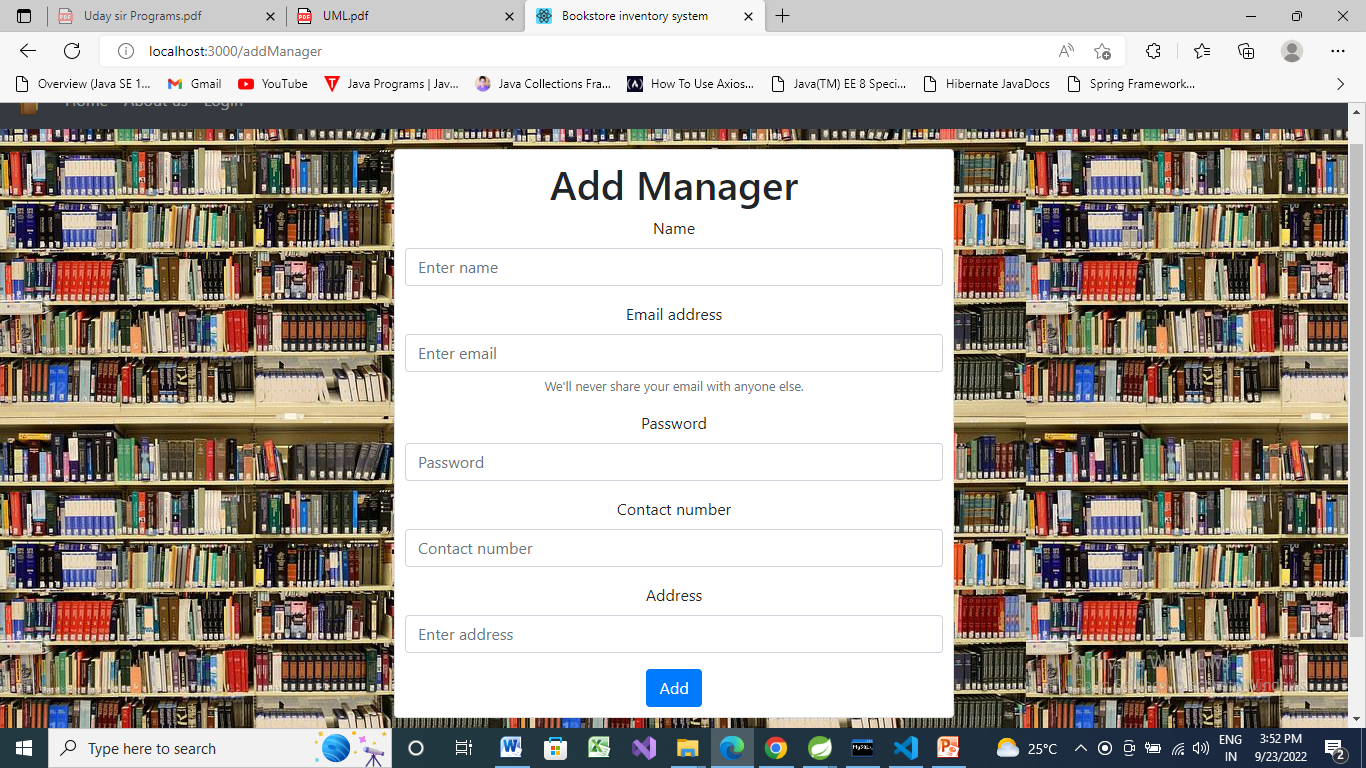 Uday sir Programs.pdf
UML.pdf
Bookstore inventory system
localhost:3000/addManager
Overview (Java SE 1...
Gmail
YouTube
Java Programs | Jav...
Java Collections Fra...
How To Use Axios...
Java(TM) EE 8 Speci...
Hibernate JavaDocs
Spring Framework...
Home About us Login
Add Manager
Name
Enter name
Email address
Enter email
We'll never share your email with anyone else.
Password
Password
Contact number
Contact number
Address
Enter address
Add
Type here to search
25°C
ENG
IN
3:52 PM
9/23/2022
2